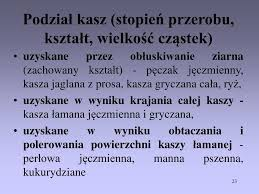 Podział kasz (stopień przerobu,
kształt, wielkość cząstek)
• uzyskane przez obłuskiwanie ziarna
(zachowany kształt) - pęczak jęczmienny,
kasza jaglana z prosa, kasza gryczana cała, ryż,
• uzyskane w wyniku krajania całej kaszy -
kasza łamana jęczmienna i gryczana,
• uzyskane w wyniku obtaczania i
polerowania powierzchni kaszy łamanej -
perłowa jęczmienna, manna pszenna,
kukurydziane
23